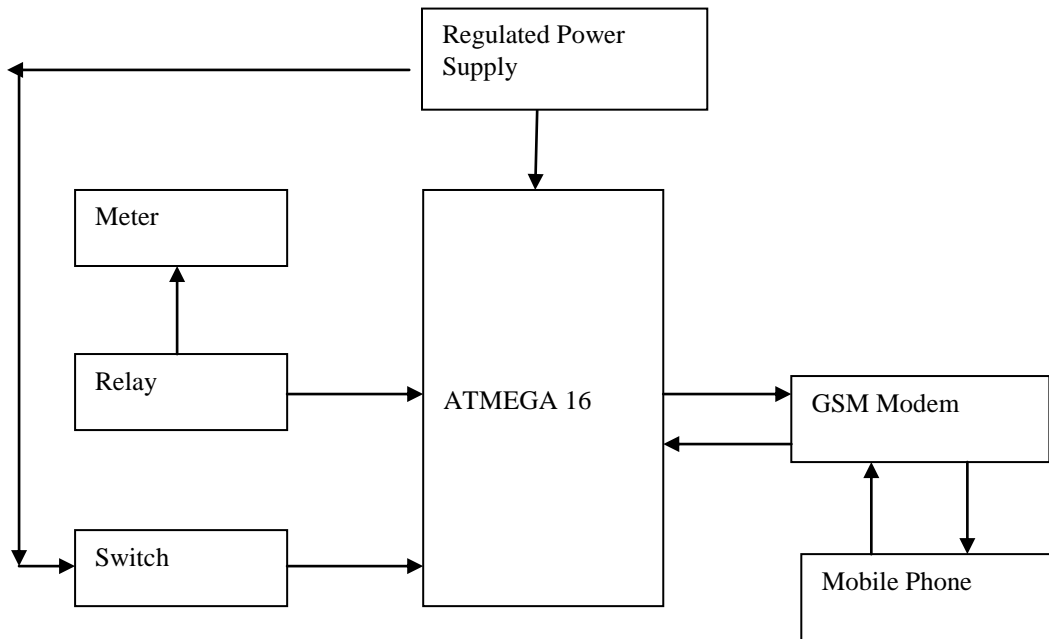 Regulated Power
Supply
Meter
Relay
ATMEGA 16
GSM Modem
Switch
Mobile Phone